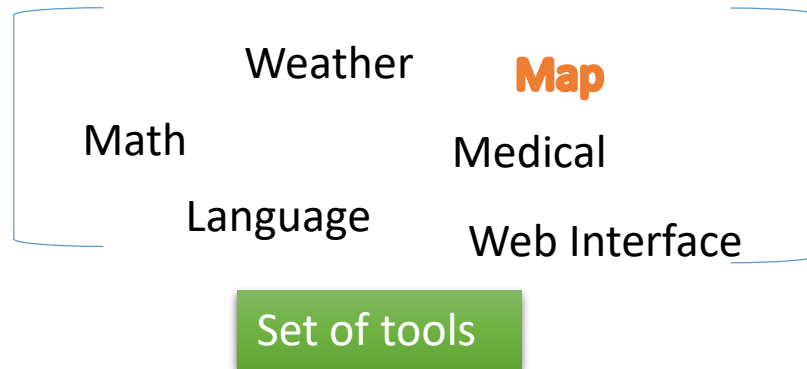 Weather
Map
Math
Medical
Language
Web Interface
Set of tools